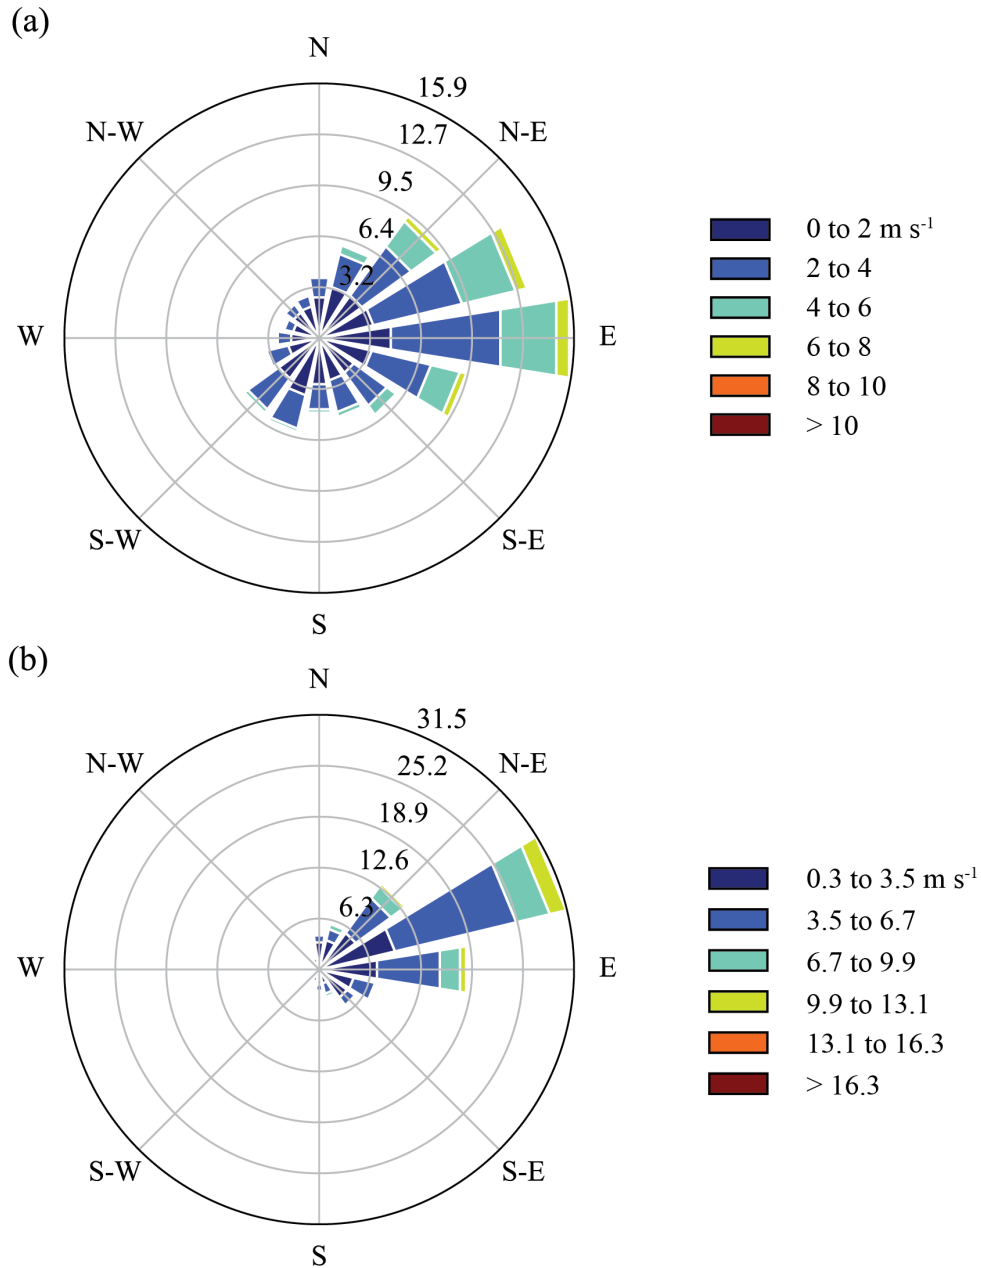 (a)
N
15.9
N-W
12.7
N-E
9.5
6.4
3.2
W
E
S-W
S-E
S
0 to 2 m s⁻¹
2 to 4
4 to 6
6 to 8
8 to 10
> 10
(b)
N
31.5
N-W
25.2
N-E
18.9
12.6
6.3
W
E
S-W
S-E
S
0.3 to 3.5 m s⁻¹
3.5 to 6.7
6.7 to 9.9
9.9 to 13.1
13.1 to 16.3
> 16.3